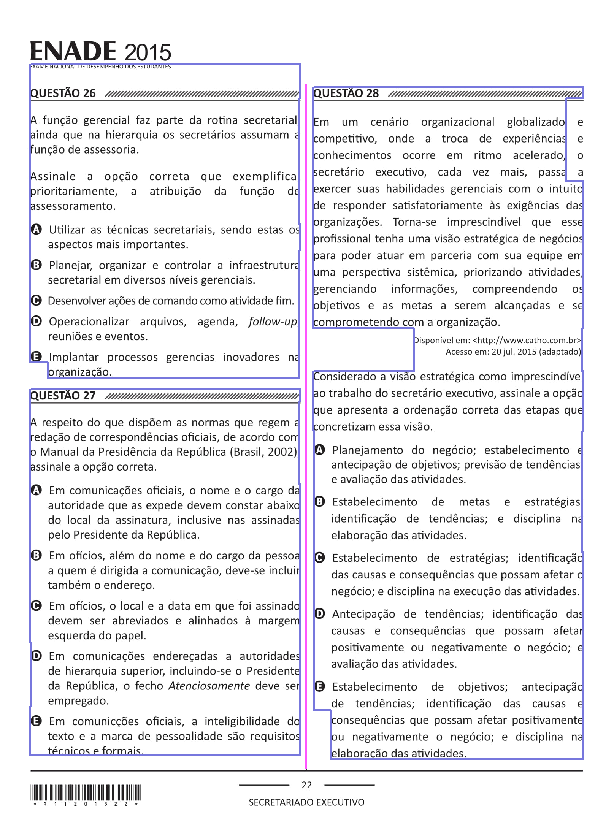 ENADE 2015
EXAME NACIONAL DE DESEMPENHO DOS ESTUDANTES
QUESTÃO 26
A função gerencial faz parte da rotina secretarial
ainda que na hierarquia os secretários assumam a
função de assessoria.
Assinale a opção correta que exemplifica,
prioritariamente, a atribuição da função de
assessoramento.
A Utilizar as técnicas secretariais, sendo estas os
aspectos mais importantes.
B Planejar, organizar e controlar a infraestrutura
secretarial em diversos níveis gerenciais.
C Desenvolver ações de comando como atividade fim.
D Operacionalizar arquivos, agenda, follow-up,
reuniões e eventos.
E Implantar processos gerencias inovadores na
organização.
QUESTÃO 27
A respeito do que dispõem as normas que regem a
redação de correspondências oficiais, de acordo com
o Manual da Presidência da República (Brasil, 2002),
assinale a opção correta.
A Em comunicações oficiais, o nome e o cargo da
autoridade que as expede devem constar abaixo
do local da assinatura, inclusive nas assinadas
pelo Presidente da República.
B Em ofícios, além do nome e do cargo da pessoa
a quem é dirigida a comunicação, deve-se incluir
também o endereço.
C Em ofícios, o local e a data em que foi assinado
devem ser abreviados e alinhados à margem
esquerda do papel.
D Em comunicações endereçadas a autoridades
de hierarquia superior, incluindo-se o Presidente
da República, o fecho Atenciosamente deve ser
empregado.
E Em comunicções oficiais, a inteligibilidade do
texto e a marca de pessoalidade são requisitos
técnicos e formais.
QUESTÃO 28
Em um cenário organizacional globalizado e
competitivo, onde a troca de experiências e
conhecimentos ocorre em ritmo acelerado, o
secretário executivo, cada vez mais, passa a
exercer suas habilidades gerenciais com o intuito
de responder satisfatoriamente às exigências das
organizações. Torna-se imprescindível que esse
profissional tenha uma visão estratégica de negócios
para poder atuar em parceria com sua equipe em
uma perspectiva sistêmica, priorizando atividades,
gerenciando informações, compreendendo os
objetivos e as metas a serem alcançadas e se
comprometendo com a organização.
Disponível em: <http://www.catho.com.br>
Acesso em: 20 jul. 2015 (adaptado)
Considerado a visão estratégica como imprescindível
ao trabalho do secretário executivo, assinale a opção
que apresenta a ordenação correta das etapas que
concretizam essa visão.
A Planejamento do negócio; estabelecimento e
antecipação de objetivos; previsão de tendências
e avaliação das atividades.
B Estabelecimento de metas e estratégias;
identificação de tendências; e disciplina na
elaboração das atividades.
C Estabelecimento de estratégias; identificação
das causas e consequências que possam afetar o
negócio; e disciplina na execução das atividades.
D Antecipação de tendências; identificação das
causas e consequências que possam afetar
positivamente ou negativamente o negócio; e
avaliação das atividades.
E Estabelecimento de objetivos; antecipação
de tendências; identificação das causas e
consequências que possam afetar positivamente
ou negativamente o negócio; e disciplina na
elaboração das atividades.
22
SECRETARIADO EXECUTIVO